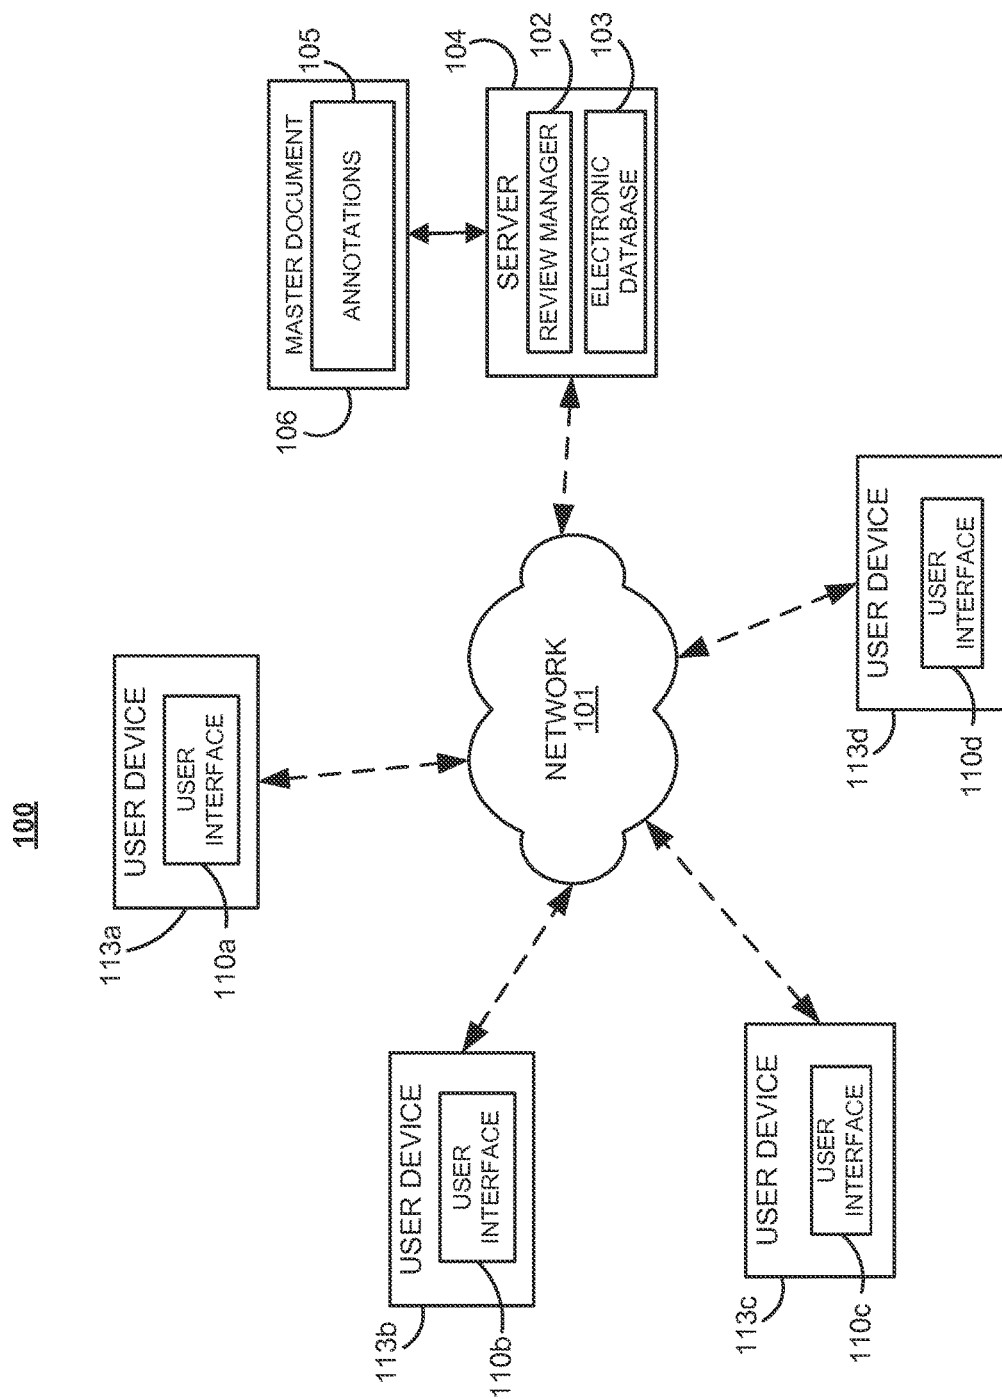 100
USER DEVICE
USER
INTERFACE
113a
110a
USER DEVICE
USER
INTERFACE
113b
110b
USER DEVICE
USER
INTERFACE
113c
110c
USER DEVICE
USER
INTERFACE
113d
110d
NETWORK
101
MASTER DOCUMENT
ANNOTATIONS
105
106
SERVER
REVIEW MANAGER
ELECTRONIC
DATABASE
104
102
103